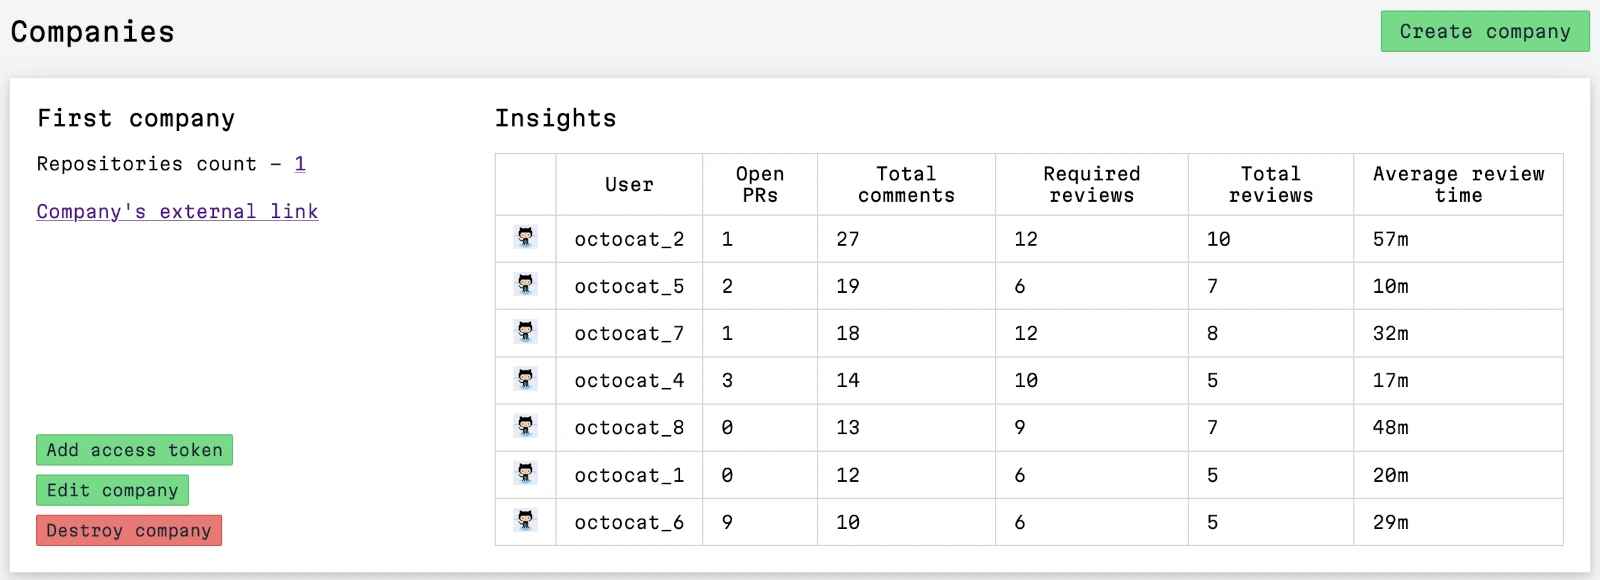 Companies
Create company
First company
Repositories count – 1
Company's external link
Add access token
Edit company
Destroy company
Insights
User Open PRs Total comments Required reviews Total reviews Average review time
octocat_2 1 27 12 10 57m
octocat_5 2 19 6 7 10m
octocat_7 1 18 12 8 32m
octocat_4 3 14 10 5 17m
octocat_8 0 13 9 7 48m
octocat_1 0 12 6 5 20m
octocat_6 9 10 6 5 29m